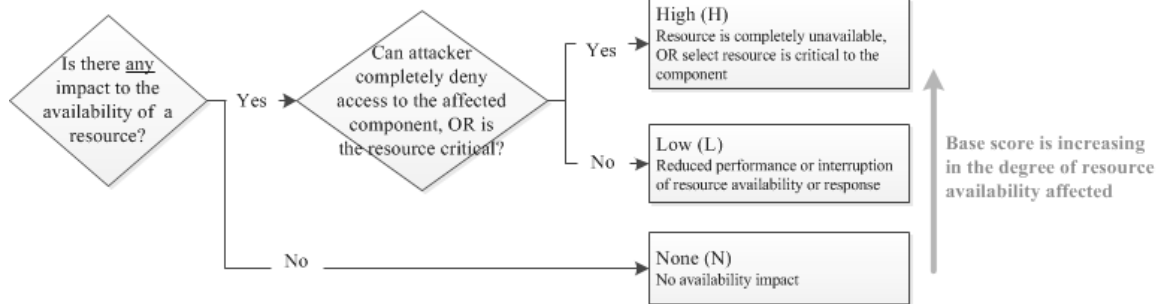 Is there any
impact to the
availability of a
resource?
Yes
Can attacker
completely deny
access to the affected
component, OR is
the resource critical?
Yes
High (H)
Resource is completely unavailable,
OR select resource is critical to the
component
No
Low (L)
Reduced performance or interruption
of resource availability or response
No
None (N)
No availability impact
Base score is increasing
in the degree of resource
availability affected